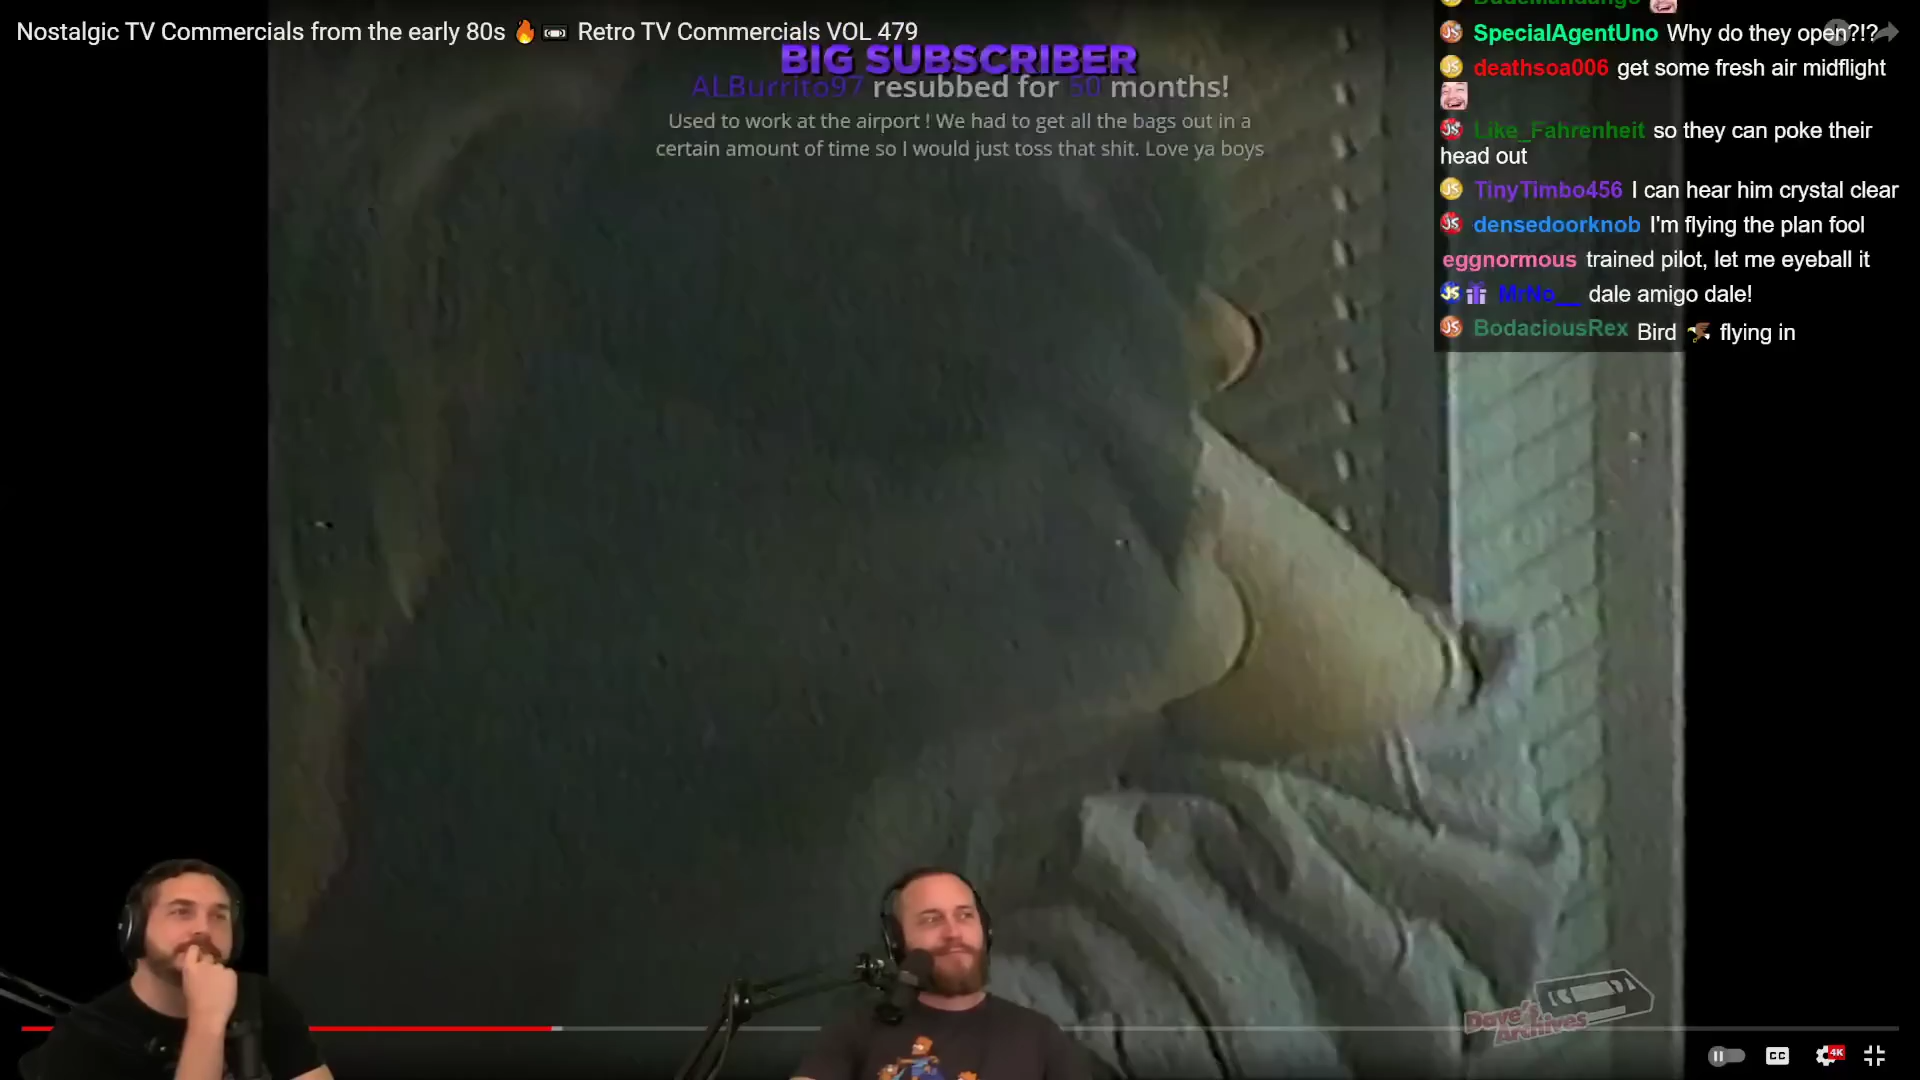 Nostalgic TV Commercials from the early 80s 🔥📼 Retro TV Commercials VOL 479
BIG SUBSCRIBER
ALBurrito97 resubbed for 50 months!
Used to work at the airport ! We had to get all the bags out in a
certain amount of time so I would just toss that shit. Love ya boys
SpecialAgentUno Why do they open?!?
deathsoa006 get some fresh air midflight
Like_Fahrenheit so they can poke their
head out
TinyTimbo456 I can hear him crystal clear
densedoorknob I'm flying the plan fool
eggnormous trained pilot, let me eyeball it
MrNo__ dale amigo dale!
BodaciousRex Bird 🦅 flying in
Dave's
Archives
CC
4K